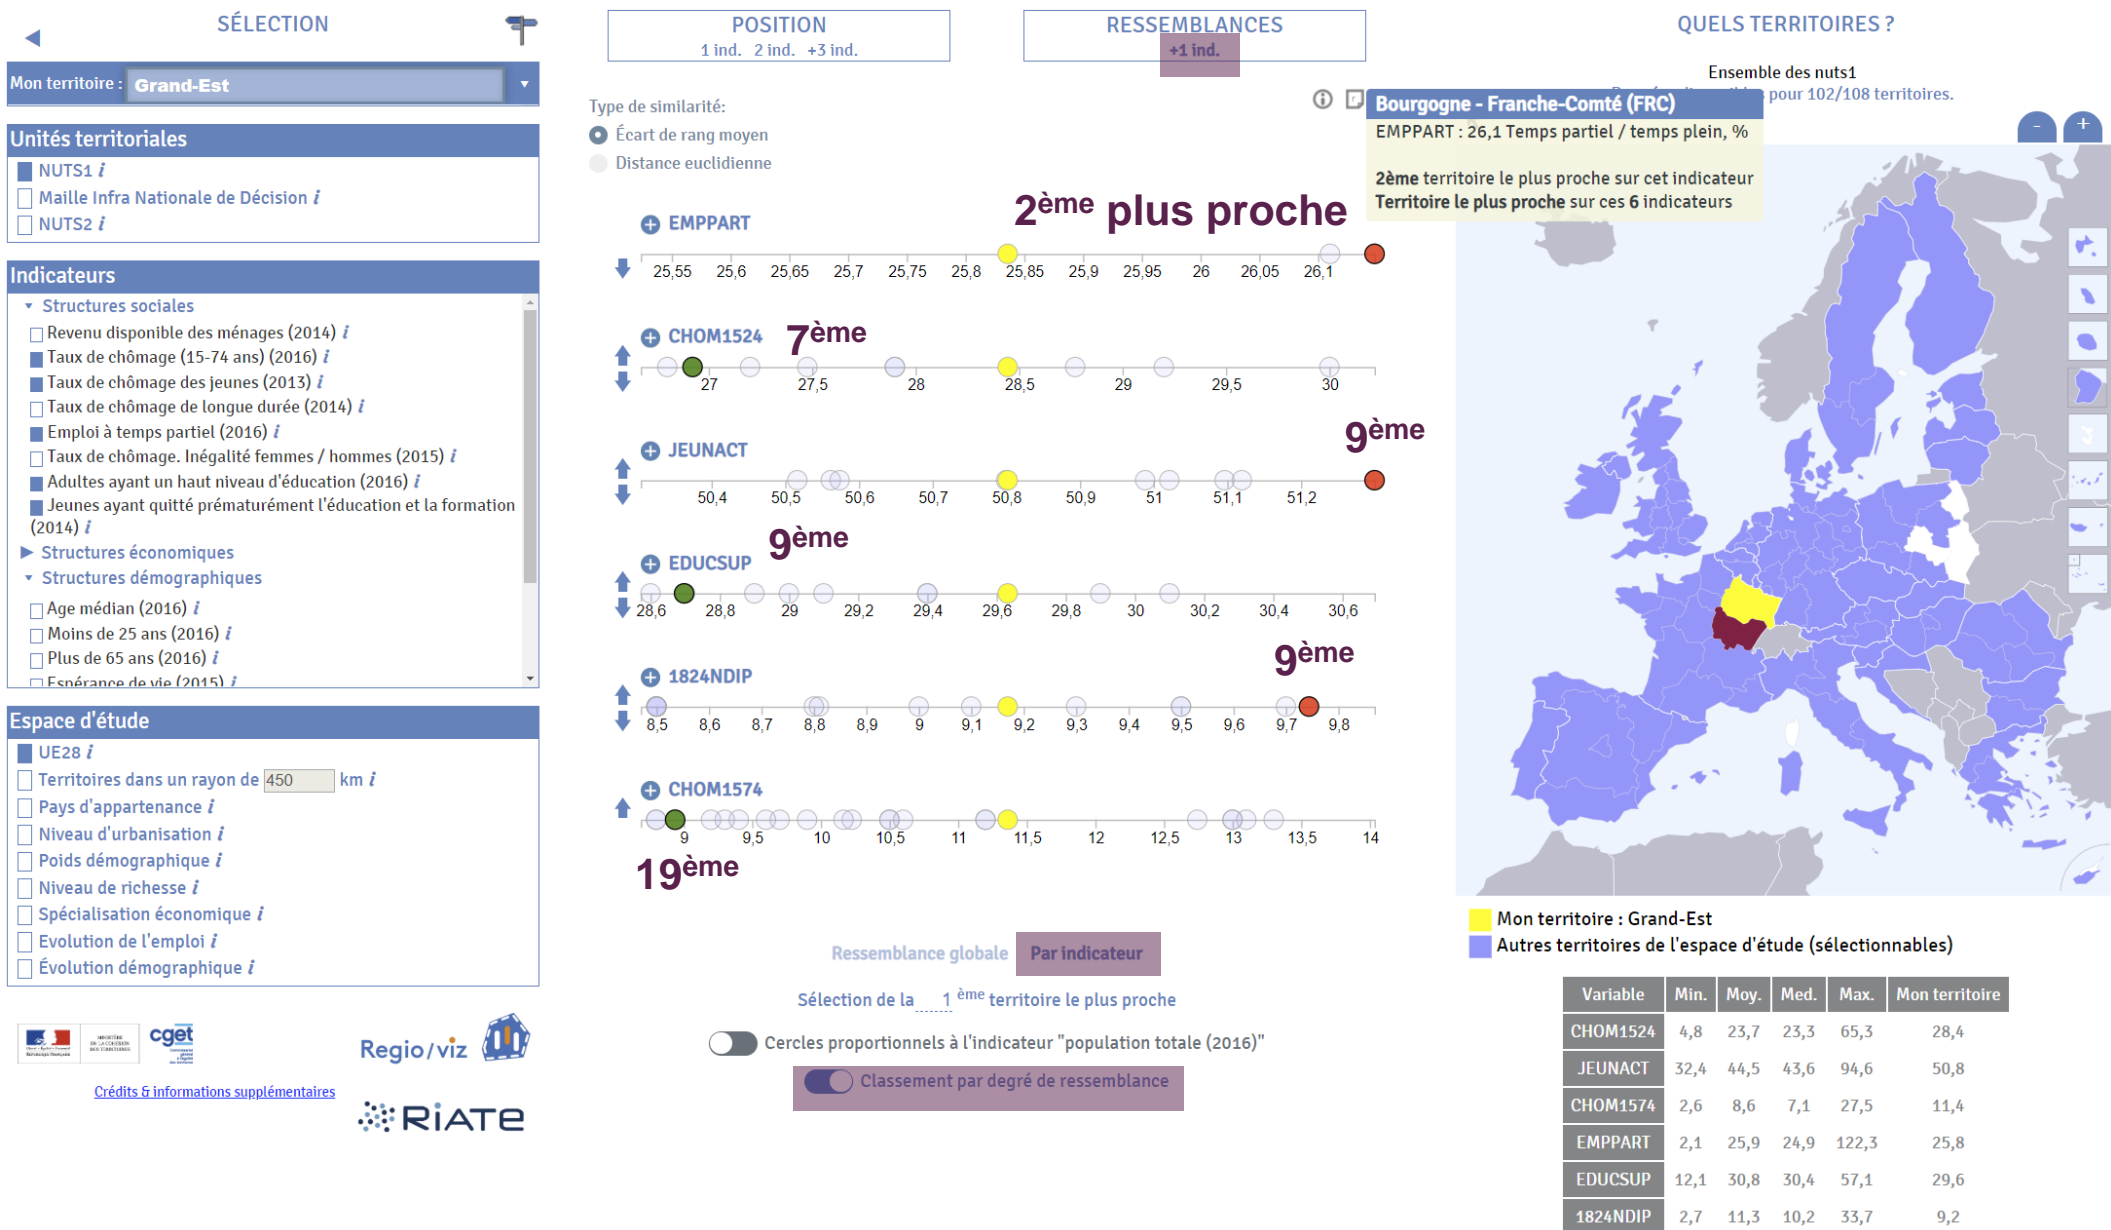 SÉLECTION
Mon territoire : Grand-Est
Unités territoriales
NUTS1 i
Maille Infra Nationale de Décision i
NUTS2 i
Indicateurs
Structures sociales
Revenu disponible des ménages (2014) i
Taux de chômage (15-74 ans) (2016) i
Taux de chômage des jeunes (2013) i
Taux de chômage de longue durée (2014) i
Emploi à temps partiel (2016) i
Taux de chômage. Inégalité femmes / hommes (2015) i
Adultes ayant un haut niveau d'éducation (2016) i
Jeunes ayant quitté prématurément l'éducation et la formation
(2014) i
Structures économiques
Structures démographiques
Age médian (2016) i
Moins de 25 ans (2016) i
Plus de 65 ans (2016) i
Espérance de vie (2015) i
Espace d'étude
UE28 i
Territoires dans un rayon de 450 km i
Pays d'appartenance i
Niveau d'urbanisation i
Poids démographique i
Niveau de richesse i
Spécialisation économique i
Evolution de l'emploi i
Évolution démographique i
cget
Regio/viz
Crédits & informations supplémentaires
RIATE
POSITION
1 ind. 2 ind. +3 ind.
RESSEMBLANCES
+1 ind.
Type de similarité:
Écart de rang moyen
Distance euclidienne
2ème plus proche
EMPPART
25,55 25,6 25,65 25,7 25,75 25,8 25,85 25,9 25,95 26 26,05 26,1
CHOM1524 7ème
27 27,5 28 28,5 29 29,5 30
9ème
JEUNACT
50,4 50,5 50,6 50,7 50,8 50,9 51 51,1 51,2
9ème
EDUCSUP
28,6 28,8 29 29,2 29,4 29,6 29,8 30 30,2 30,4 30,6
9ème
1824NDIP
8,5 8,6 8,7 8,8 8,9 9 9,1 9,2 9,3 9,4 9,5 9,6 9,7 9,8
CHOM1574
9 9,5 10 10,5 11 11,5 12 12,5 13 13,5 14
19ème
Ressemblance globale Par indicateur
Sélection de la 1 ème territoire le plus proche
Cercles proportionnels à l'indicateur "population totale (2016)"
Classement par degré de ressemblance
QUELS TERRITOIRES ?
Ensemble des nuts1
pour 102/108 territoires.
Bourgogne - Franche-Comté (FRC)
EMPPART : 26,1 Temps partiel / temps plein, %
2ème territoire le plus proche sur cet indicateur
Territoire le plus proche sur ces 6 indicateurs
- +
Mon territoire : Grand-Est
Autres territoires de l'espace d'étude (sélectionnables)
Variable Min. Moy. Med. Max. Mon territoire
CHOM1524 4,8 23,7 23,3 65,3 28,4
JEUNACT 32,4 44,5 43,6 94,6 50,8
CHOM1574 2,6 8,6 7,1 27,5 11,4
EMPPART 2,1 25,9 24,9 122,3 25,8
EDUCSUP 12,1 30,8 30,4 57,1 29,6
1824NDIP 2,7 11,3 10,2 33,7 9,2